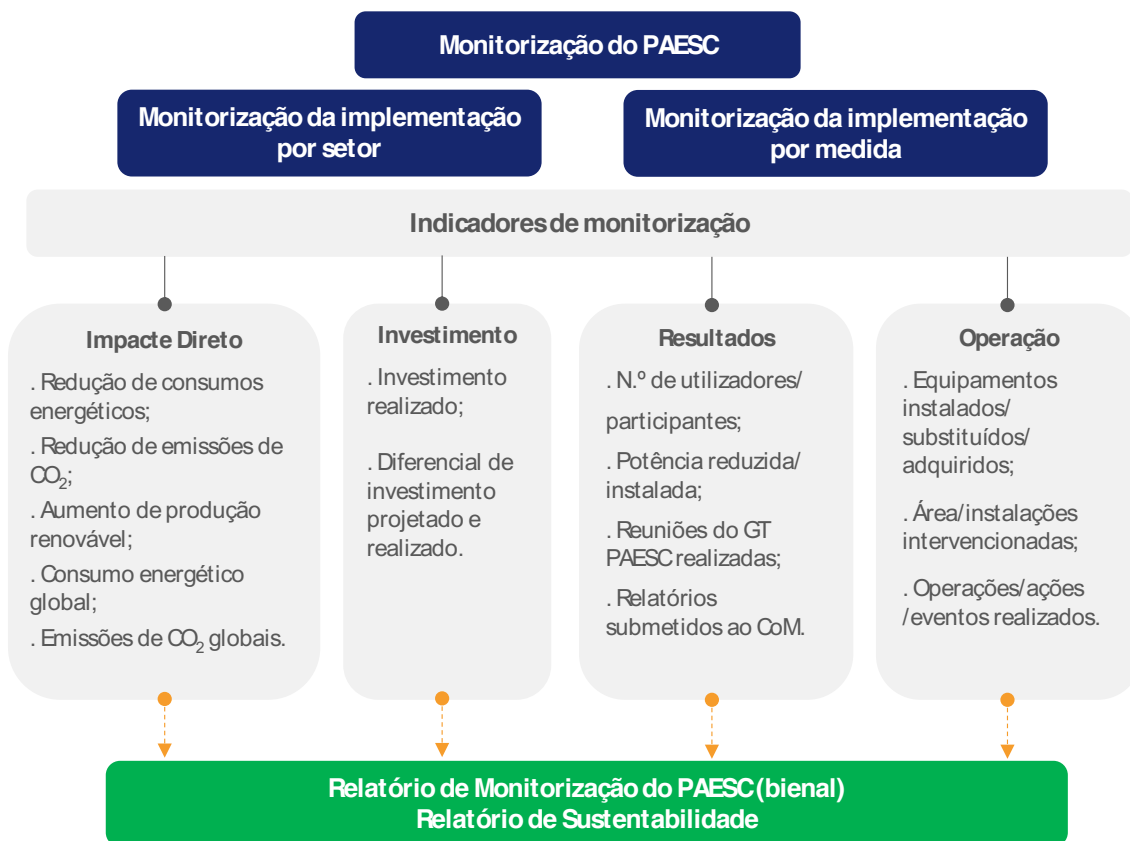 Monitorização do PAESC
Monitorização da implementação
por setor
Monitorização da implementação
por medida
Indicadores de monitorização
Impacte Direto
. Redução de consumos
energéticos;
. Redução de emissões de
CO₂;
. Aumento de produção
renovável;
. Consumo energético
global;
. Emissões de CO₂ globais.
Investimento
. Investimento
realizado;
. Diferencial de
investimento
projetado e
realizado.
Resultados
. N.º de utilizadores/
participantes;
. Potência reduzida/
instalada;
. Reuniões do GT
PAESC realizadas;
. Relatórios
submetidos ao CoM.
Operação
. Equipamentos
instalados/
substituídos/
adquiridos;
. Área/instalações
intervencionadas;
. Operações/ações
/eventos realizados.
Relatório de Monitorização do PAESC (bienal)
Relatório de Sustentabilidade